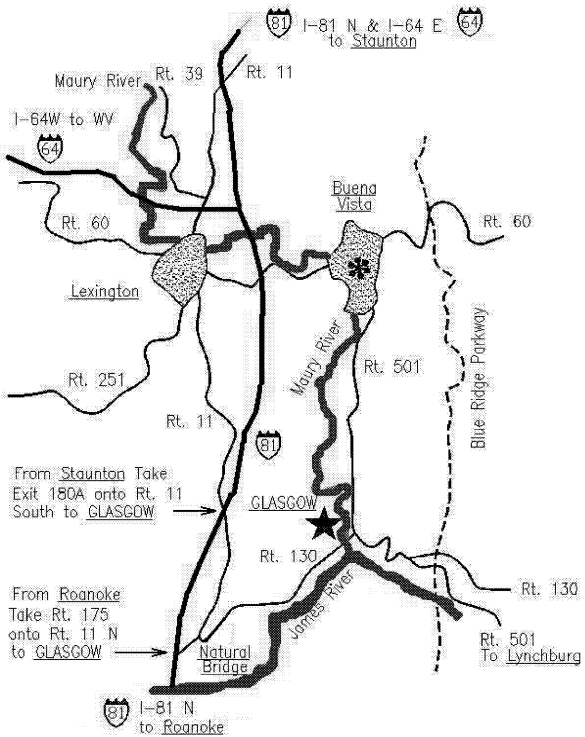 81 I-81 N & I-64 E 64
to Staunton
Rt. 39
Rt. 11
Maury River
I-64W to WV
64
Buena
Vista
Rt. 60
Rt. 60
Lexington
Maury River
Rt. 501
Blue Ridge Parkway
Rt. 251
Rt. 11
81
From Staunton Take
Exit 180A onto Rt. 11
South to GLASGOW
GLASGOW
Rt. 130
From Roanoke
Take Rt. 175
onto Rt. 11 N
to GLASGOW
James River
Rt. 130
Natural
Bridge
Rt. 501
To Lynchburg
81 I-81 N
to Roanoke